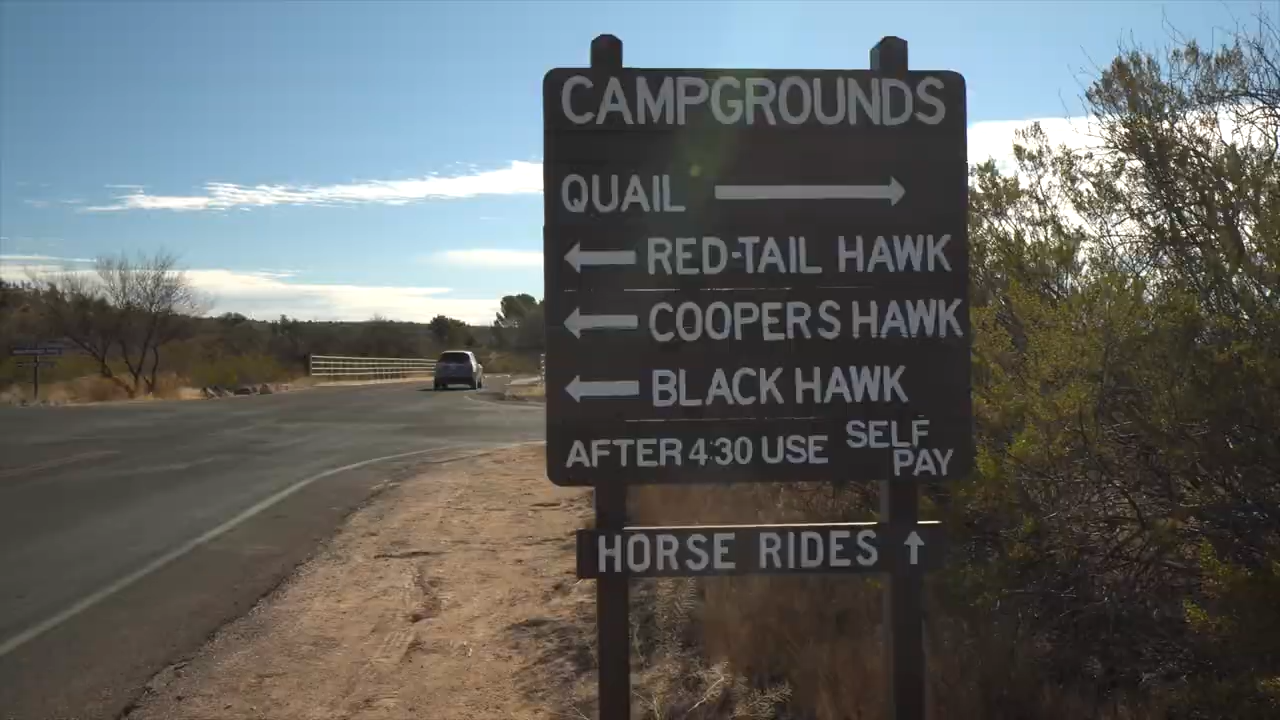 CAMPGROUNDS
QUAIL →
← RED-TAIL HAWK
← COOPERS HAWK
← BLACK HAWK
AFTER 4:30 USE SELF PAY
HORSE RIDES ↑